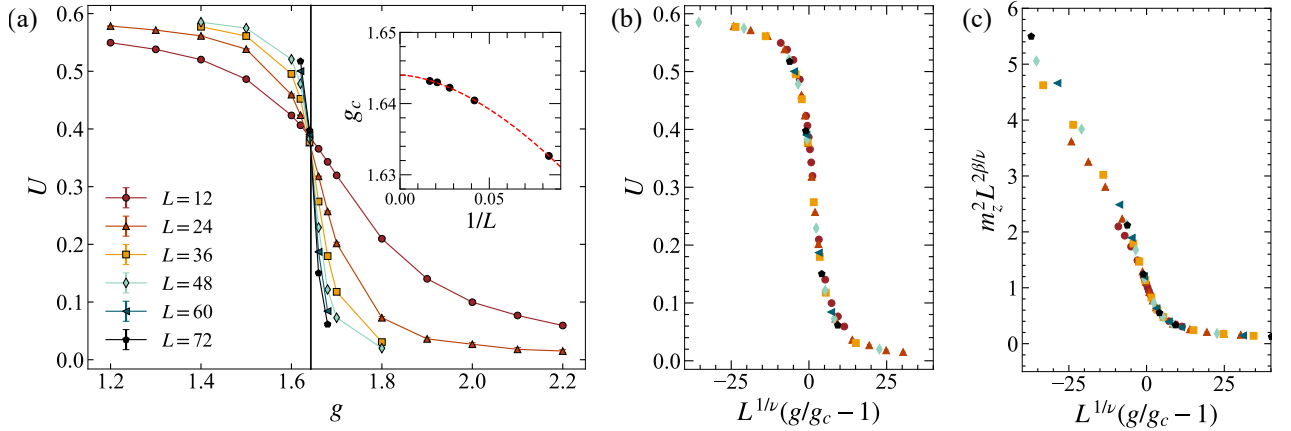 (a)
U
0.6
0.5
0.4
0.3
0.2
0.1
0.0
1.2 1.4 1.6 1.8 2.0 2.2
g
L = 12
L = 24
L = 36
L = 48
L = 60
L = 72
g_c
1.65
1.64
1.63
0.00 0.05
1/L
(b)
U
0.6
0.5
0.4
0.3
0.2
0.1
0.0
−25 0 25
L^{1/ν}(g/g_c − 1)
(c)
m_z^2 L^{2β/ν}
6
5
4
3
2
1
0
−25 0 25
L^{1/ν}(g/g_c − 1)